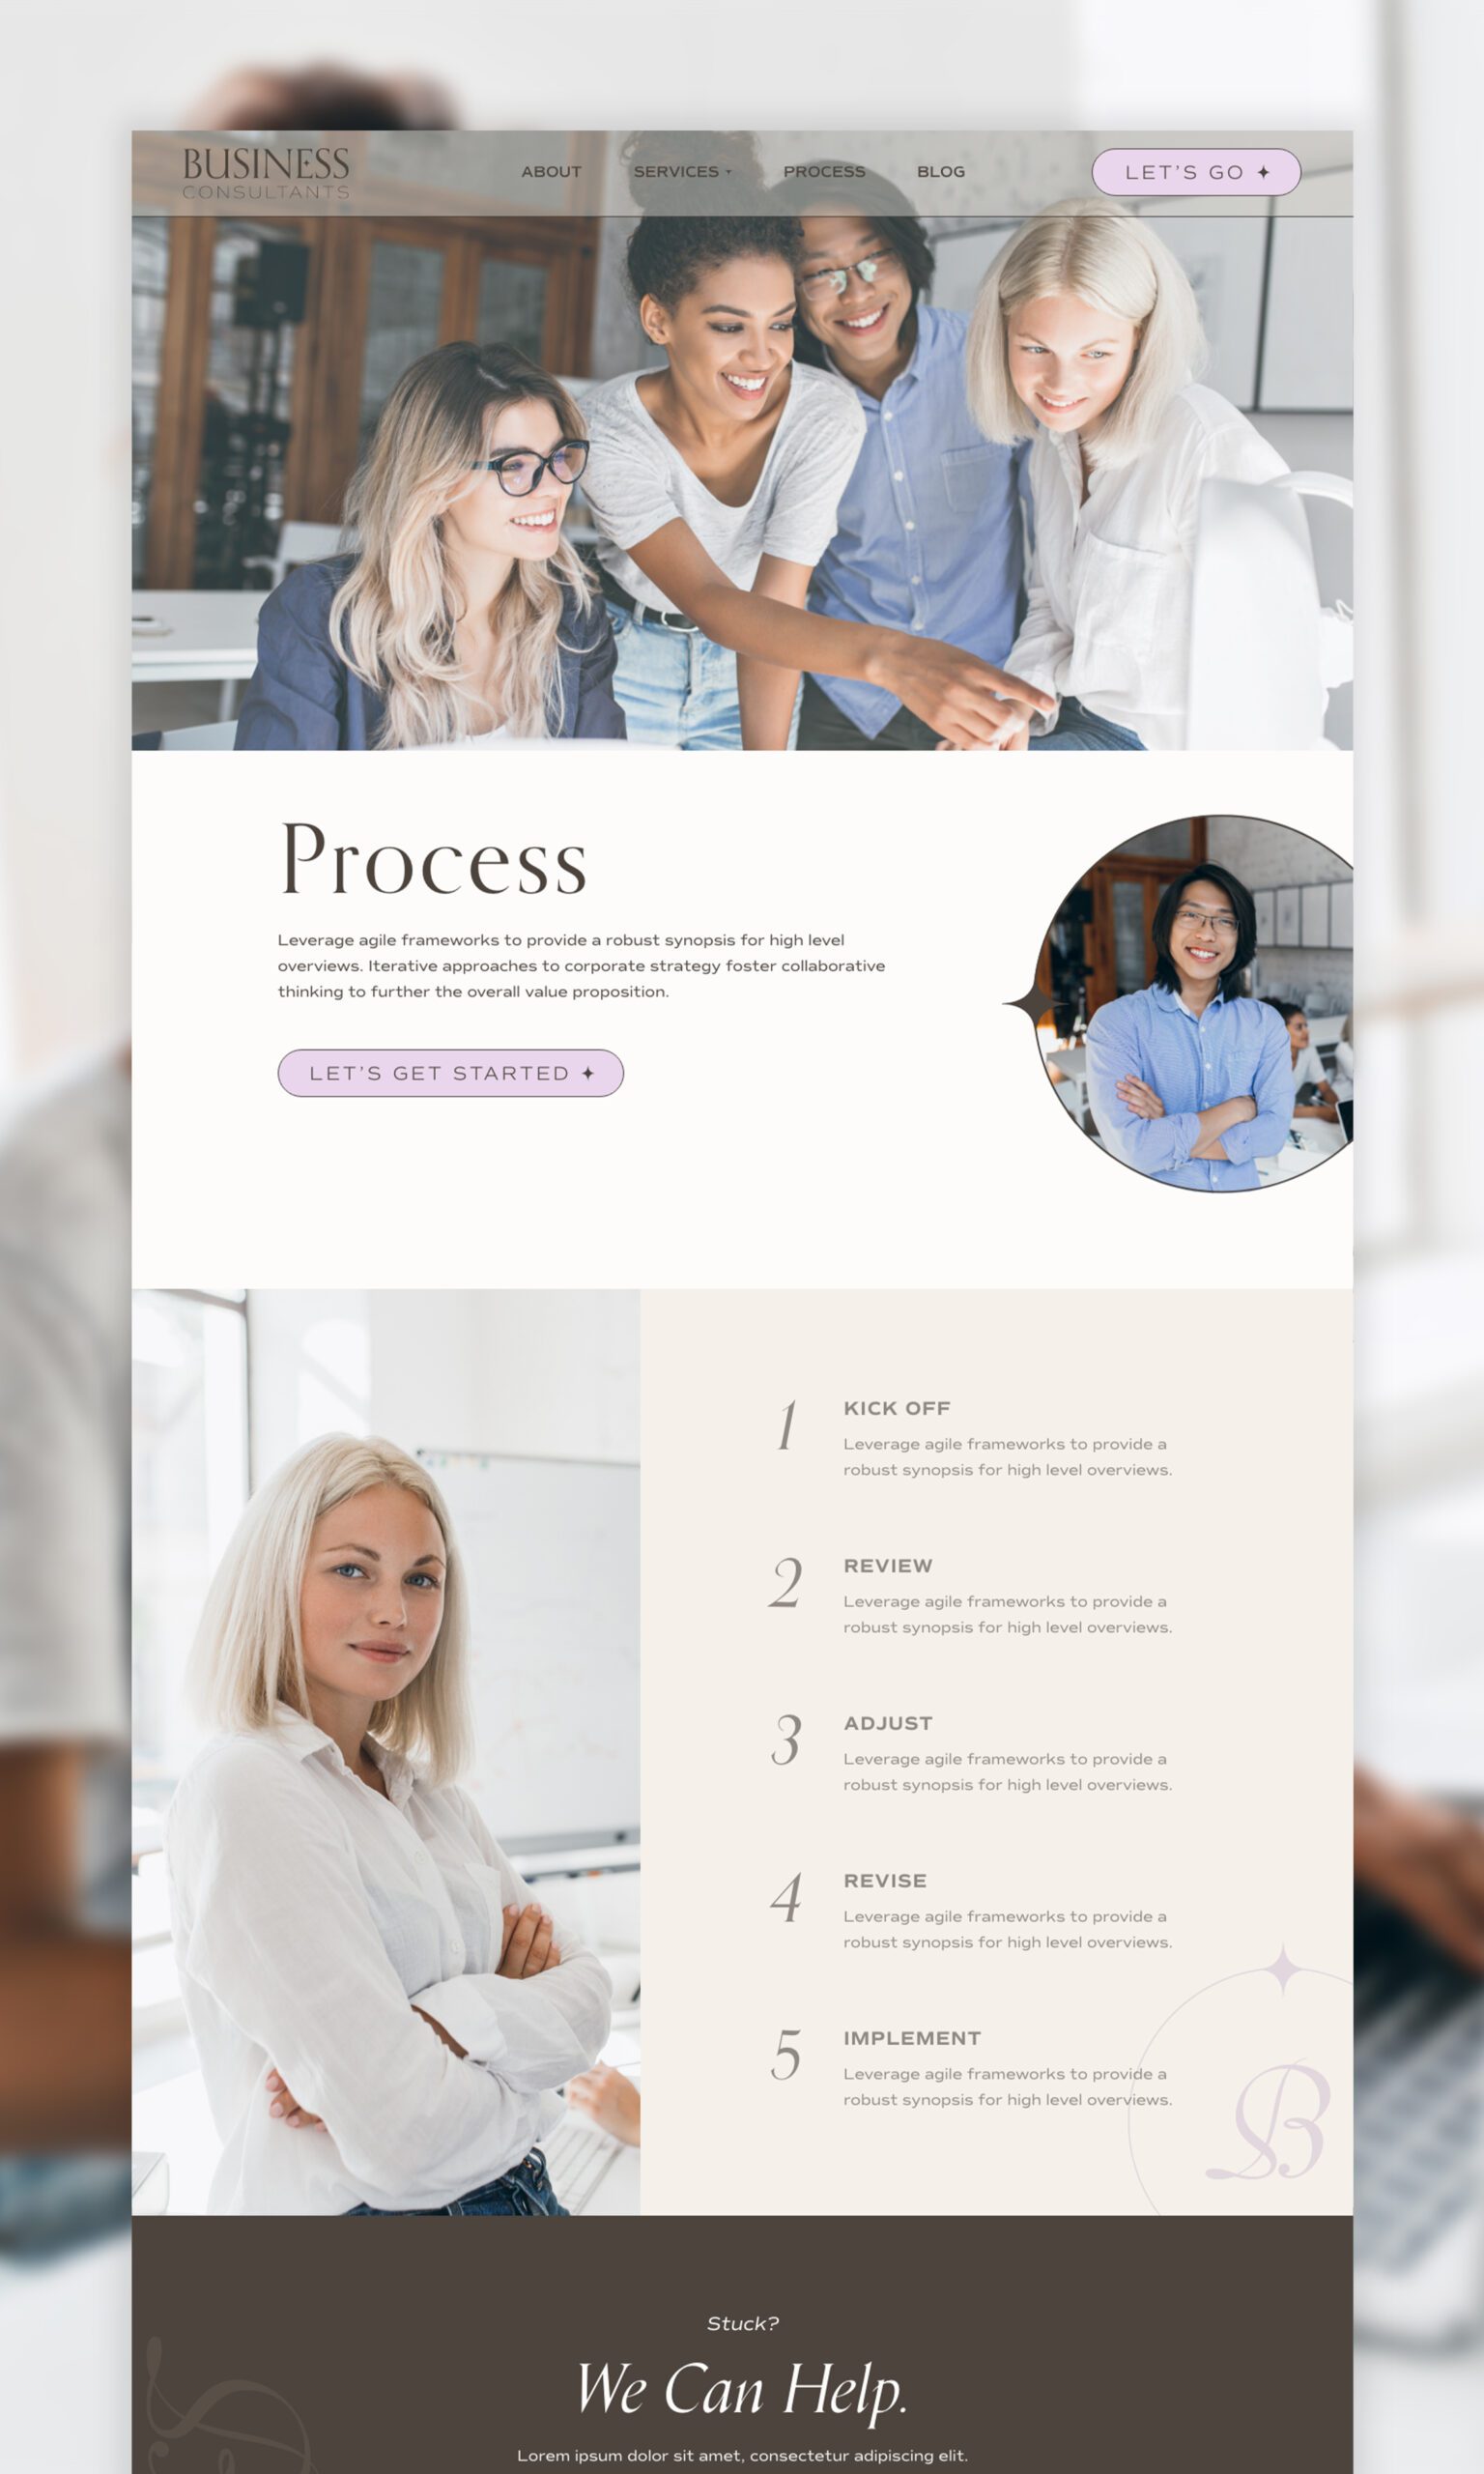 BUSINESS
CONSULTANTS
ABOUT SERVICES ▾ PROCESS BLOG
LET'S GO ✦
Process
Leverage agile frameworks to provide a robust synopsis for high level
overviews. Iterative approaches to corporate strategy foster collaborative
thinking to further the overall value proposition.
LET'S GET STARTED ✦
1 KICK OFF
Leverage agile frameworks to provide a
robust synopsis for high level overviews.
2 REVIEW
Leverage agile frameworks to provide a
robust synopsis for high level overviews.
3 ADJUST
Leverage agile frameworks to provide a
robust synopsis for high level overviews.
4 REVISE
Leverage agile frameworks to provide a
robust synopsis for high level overviews.
5 IMPLEMENT
Leverage agile frameworks to provide a
robust synopsis for high level overviews.
B
Stuck?
We Can Help.
Lorem ipsum dolor sit amet, consectetur adipiscing elit.